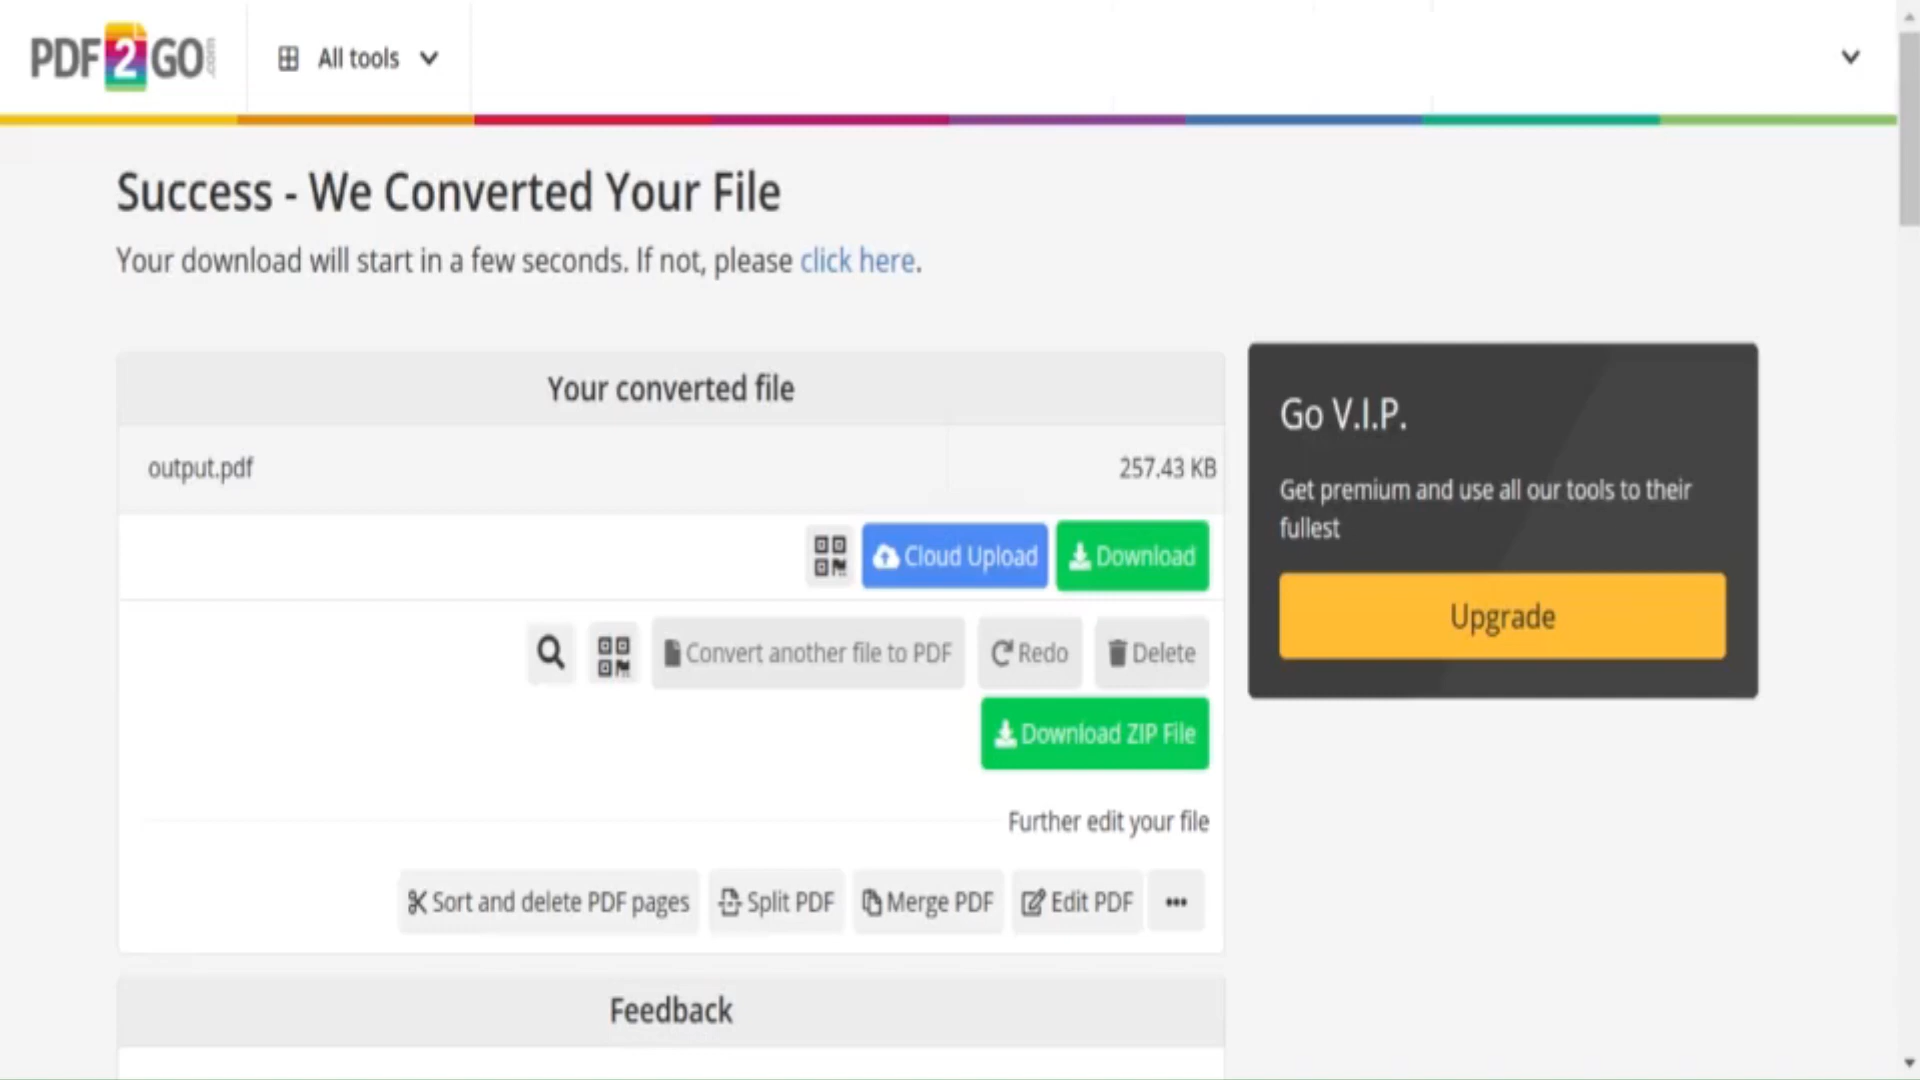 PDF2GO.com
All tools
Success - We Converted Your File
Your download will start in a few seconds. If not, please click here.
Your converted file
output.pdf 257.43 KB
Cloud Upload Download
Convert another file to PDF Redo Delete
Download ZIP File
Further edit your file
Sort and delete PDF pages Split PDF Merge PDF Edit PDF
Feedback
Go V.I.P.
Get premium and use all our tools to their
fullest
Upgrade